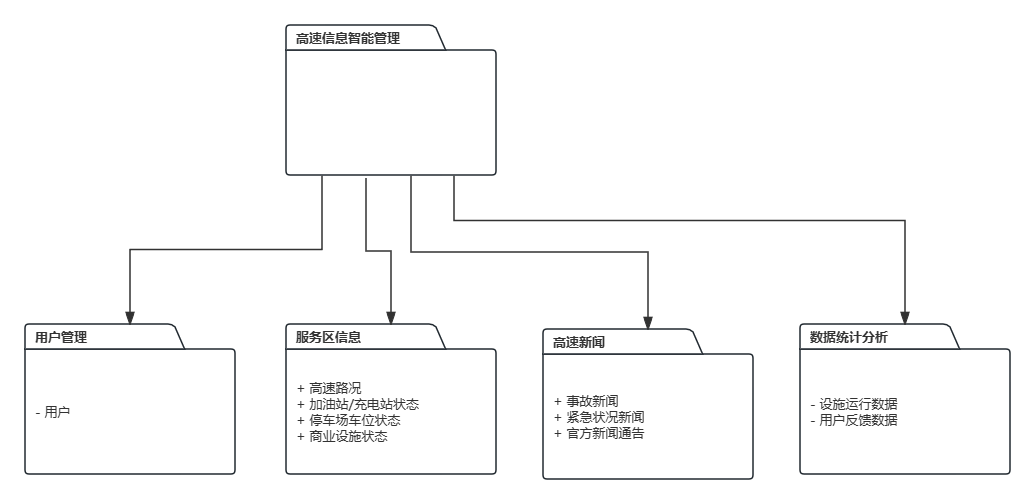 高速信息智能管理
用户管理
- 用户
服务区信息
+ 高速路况
+ 加油站/充电站状态
+ 停车场车位状态
+ 商业设施状态
高速新闻
+ 事故新闻
+ 紧急状况新闻
+ 官方新闻通告
数据统计分析
- 设施运行数据
- 用户反馈数据